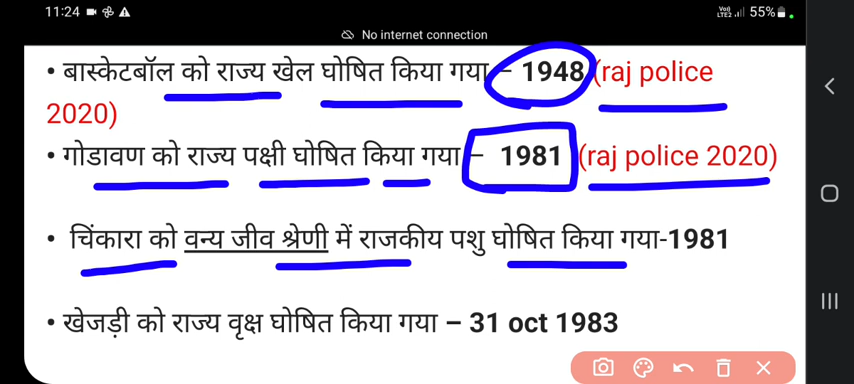 11:24
Vo))
LTE2
55%
No internet connection
• बास्केटबॉल को राज्य खेल घोषित किया गया – 1948 (raj police
2020)
• गोडावण को राज्य पक्षी घोषित किया गया – 1981 (raj police 2020)
• चिंकारा को वन्य जीव श्रेणी में राजकीय पशु घोषित किया गया-1981
• खेजड़ी को राज्य वृक्ष घोषित किया गया – 31 oct 1983